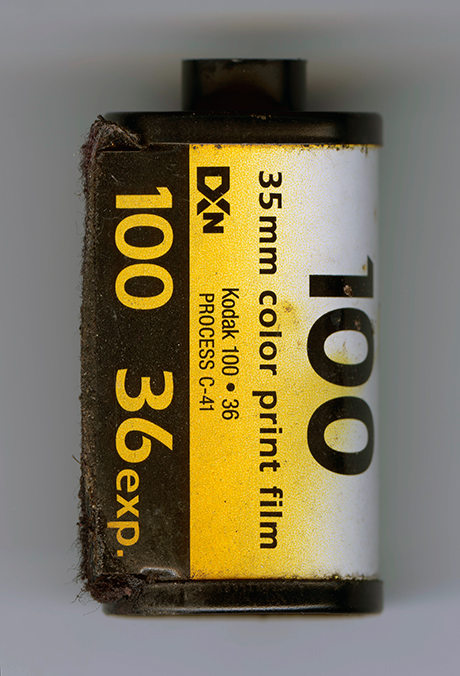 100
35mm color print film
DXN
Kodak 100 • 36
PROCESS C-41
100 36exp.